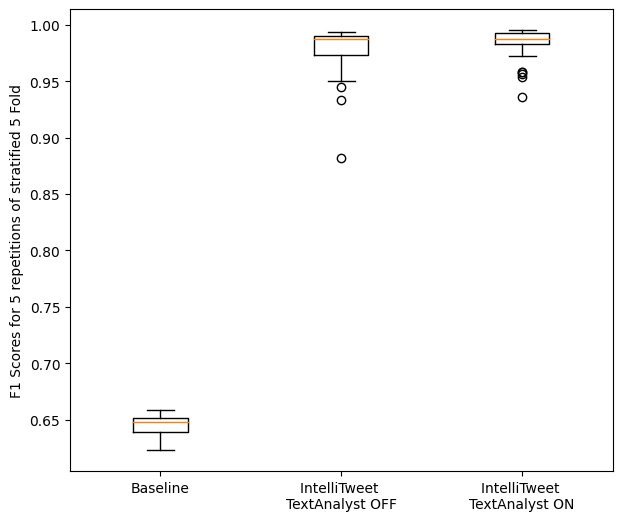 1.00
0.95
0.90
0.85
0.80
0.75
0.70
0.65
F1 Scores for 5 repetitions of stratified 5 Fold
Baseline
IntelliTweet
TextAnalyst OFF
IntelliTweet
TextAnalyst ON